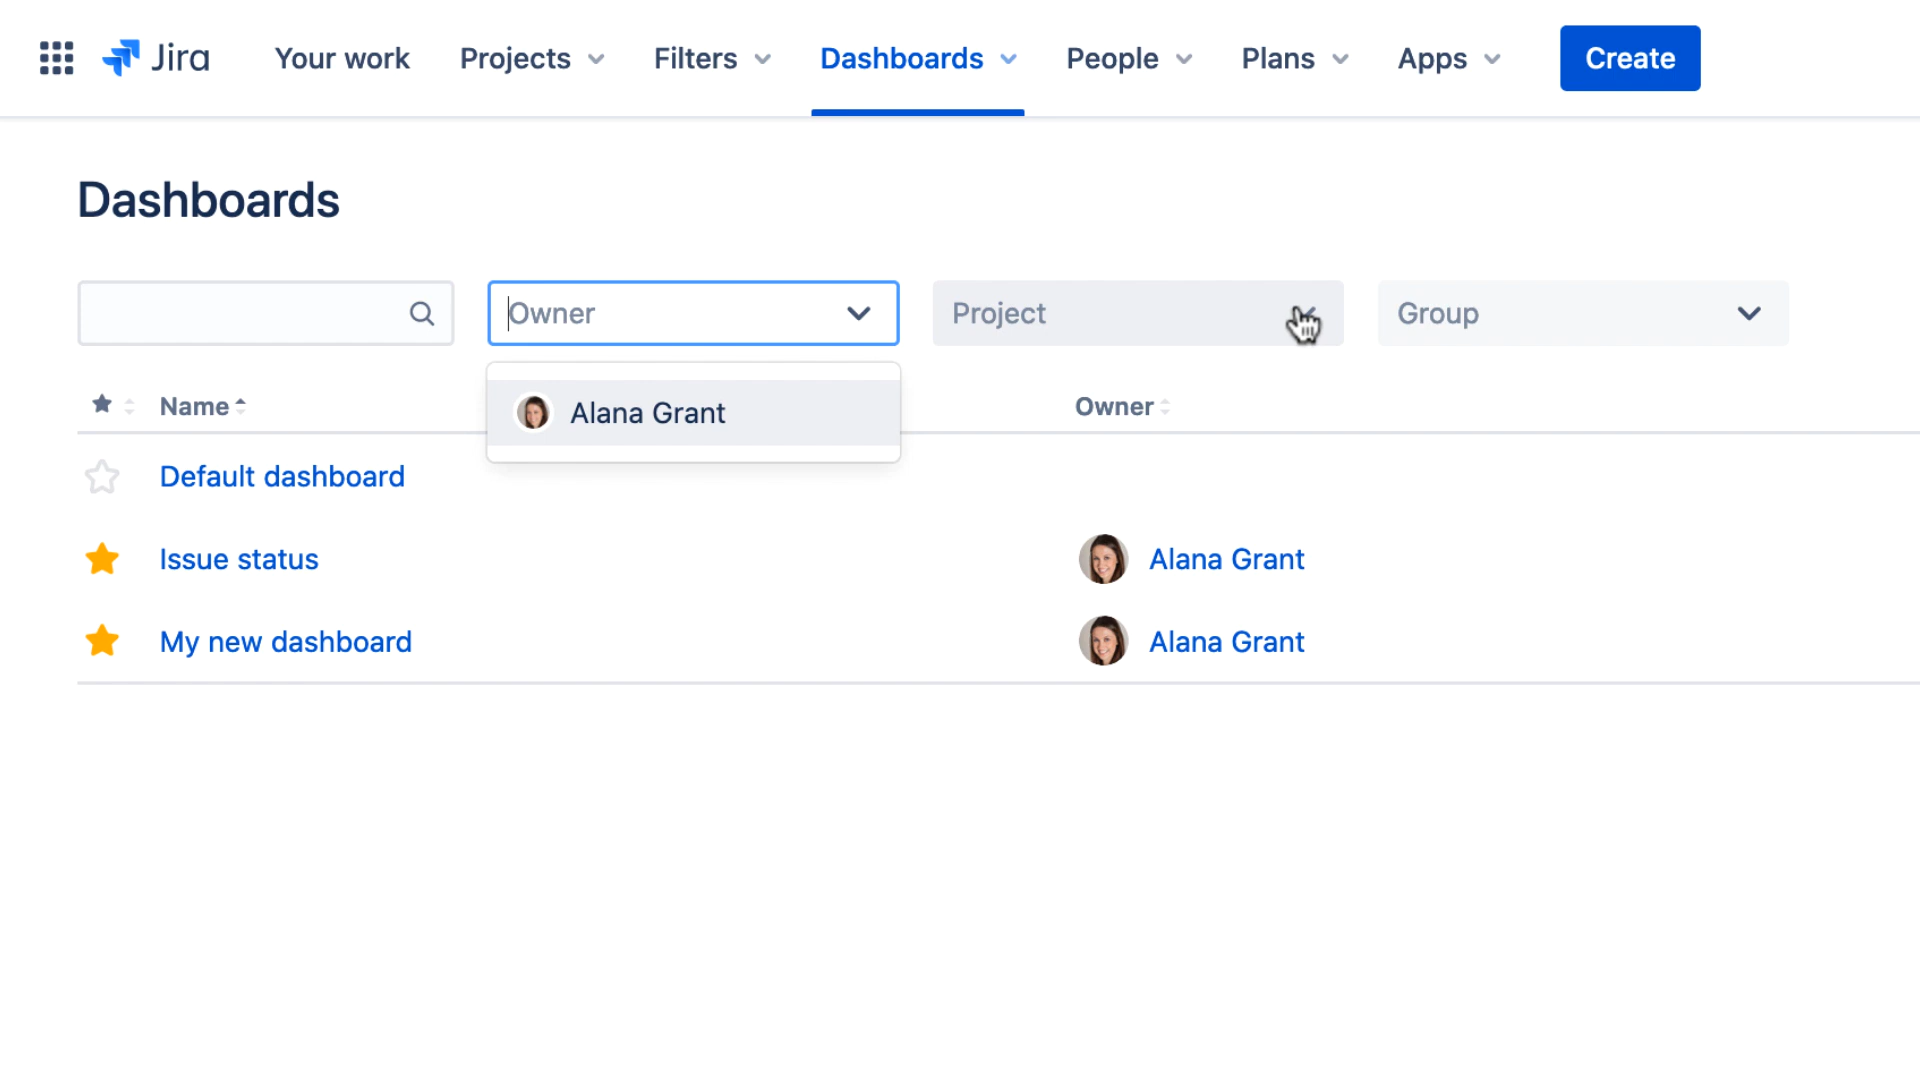 Jira Your work Projects Filters Dashboards People Plans Apps Create
Dashboards
Owner Project Group
Name Owner
Alana Grant
Default dashboard
Issue status Alana Grant
My new dashboard Alana Grant